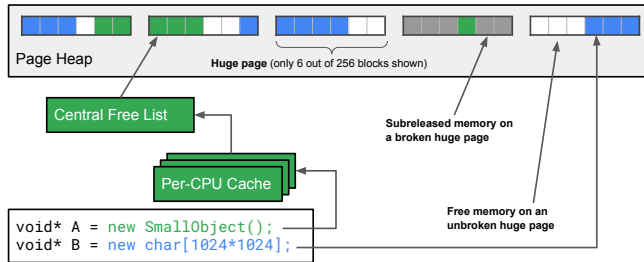 Page Heap
Huge page (only 6 out of 256 blocks shown)
Central Free List
Subreleased memory on
a broken huge page
Per-CPU Cache
Free memory on an
unbroken huge page
void* A = new SmallObject();
void* B = new char[1024*1024];